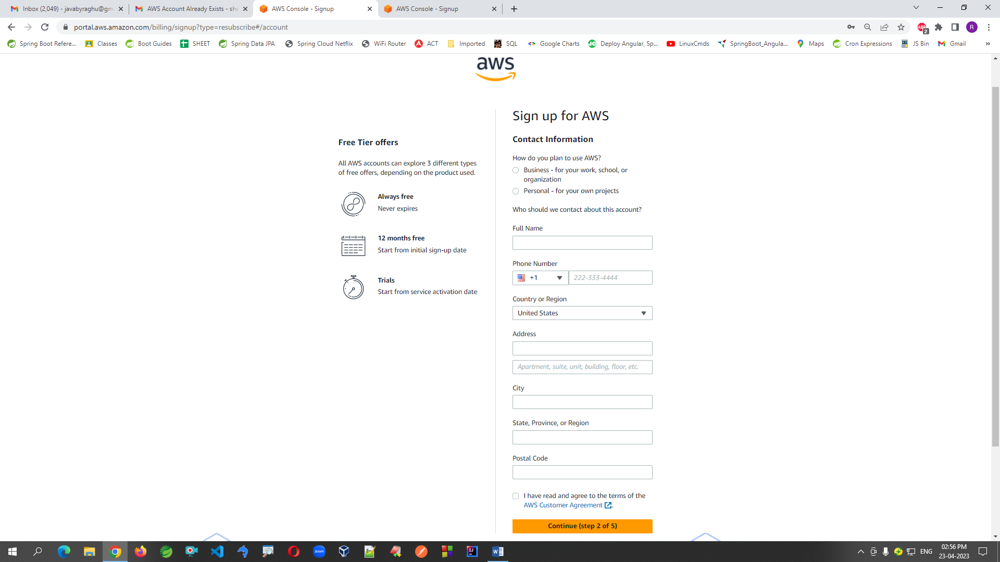 Inbox (2,049) - javabyraghu@gm
AWS Account Already Exists - she
AWS Console - Signup
AWS Console - Signup
portal.aws.amazon.com/billing/signup?type=resubscribe#/account
ABP
2
R
Spring Boot Refere...
Classes
Boot Guides
SHEET
Spring Data JPA
Spring Cloud Netflix
WiFi Router
ACT
Imported
SQL
Google Charts
Deploy Angular, Sp...
LinuxCmds
SpringBoot_Angula...
Maps
Cron Expressions
JS Bin
Gmail
»
aws
Free Tier offers
All AWS accounts can explore 3 different types
of free offers, depending on the product used.
Always free
Never expires
12 months free
Start from initial sign-up date
Trials
Start from service activation date
Sign up for AWS
Contact Information
How do you plan to use AWS?
Business - for your work, school, or
organization
Personal - for your own projects
Who should we contact about this account?
Full Name
Phone Number
+1
222-333-4444
Country or Region
United States
Address
Apartment, suite, unit, building, floor, etc.
City
State, Province, or Region
Postal Code
I have read and agree to the terms of the
AWS Customer Agreement.
Continue (step 2 of 5)
zoom
IJ
W
ENG
02:56 PM
23-04-2023